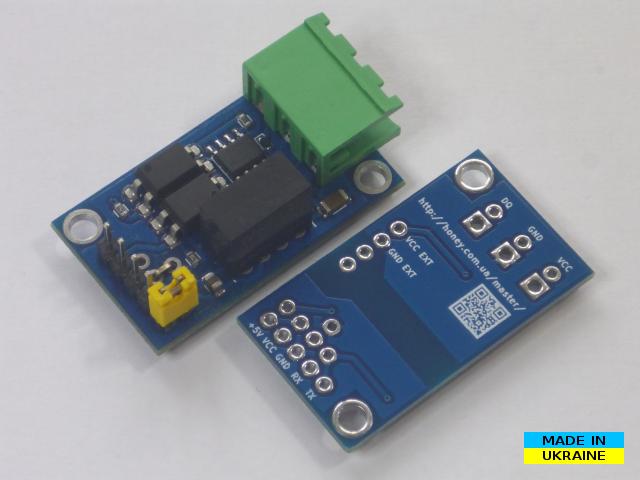 http://honey.com.ua/master/
DQ
GND
VCC
VCC EXT
GND EXT
+5V
VCC
GND
RX
TX
MADE IN
UKRAINE